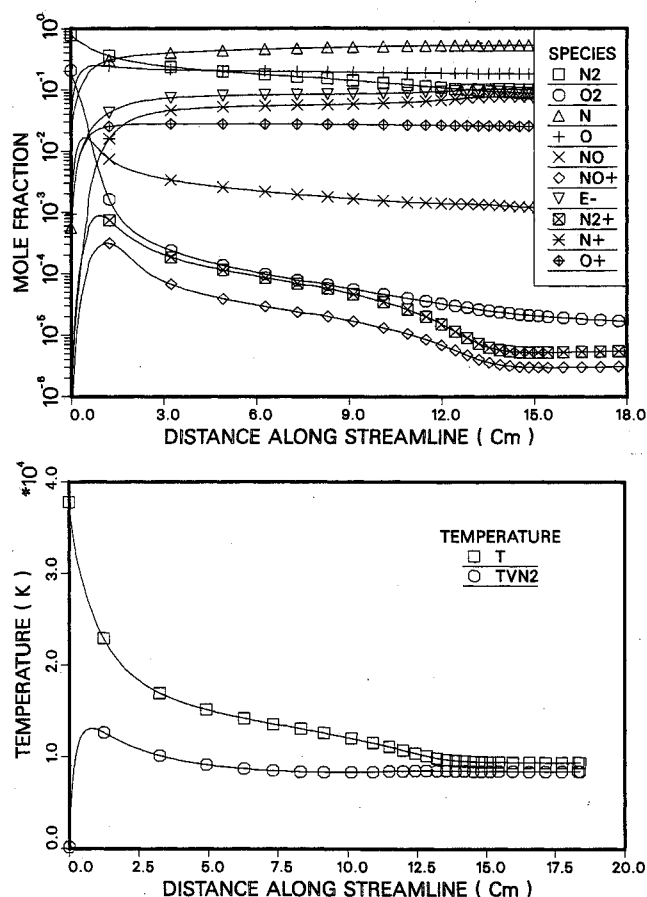 10⁰
10⁻¹
10⁻²
10⁻³
10⁻⁴
10⁻⁵
10⁻⁶
MOLE FRACTION
SPECIES
N2
O2
N
O
NO
NO+
E-
N2+
N+
O+
0.0 3.0 6.0 9.0 12.0 15.0 18.0
DISTANCE ALONG STREAMLINE ( Cm )
*10⁴
4.0
3.0
2.0
1.0
0.0
TEMPERATURE ( K )
TEMPERATURE
T
TVN2
0.0 2.5 5.0 7.5 10.0 12.5 15.0 17.5 20.0
DISTANCE ALONG STREAMLINE ( Cm )